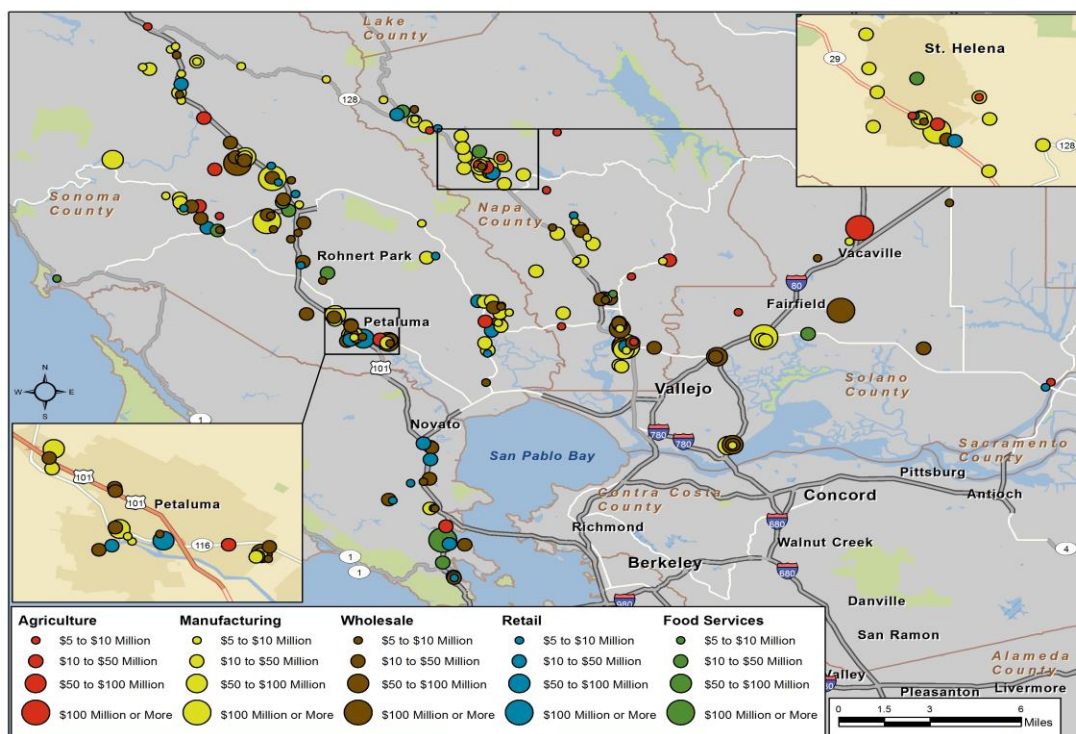 Lake
County
St. Helena
29
128
128
Sonoma
County
Napa
County
Rohnert Park
Vacaville
80
Fairfield
Petaluma
101
Solano
County
N
W E
S
Vallejo
1
Novato
780
780
San Pablo Bay
Sacramento
County
Pittsburg
Antioch
101
101
Petaluma
116
Contra Costa
County
Concord
Richmond
680
Walnut Creek
4
1
1
Berkeley
680
980
Danville
San Ramon
Alameda
County
Valley
Pleasanton
Livermore
Agriculture
$5 to $10 Million
$10 to $50 Million
$50 to $100 Million
$100 Million or More
Manufacturing
$5 to $10 Million
$10 to $50 Million
$50 to $100 Million
$100 Million or More
Wholesale
$5 to $10 Million
$10 to $50 Million
$50 to $100 Million
$100 Million or More
Retail
$5 to $10 Million
$10 to $50 Million
$50 to $100 Million
$100 Million or More
Food Services
$5 to $10 Million
$10 to $50 Million
$50 to $100 Million
$100 Million or More
0 1.5 3 6
Miles